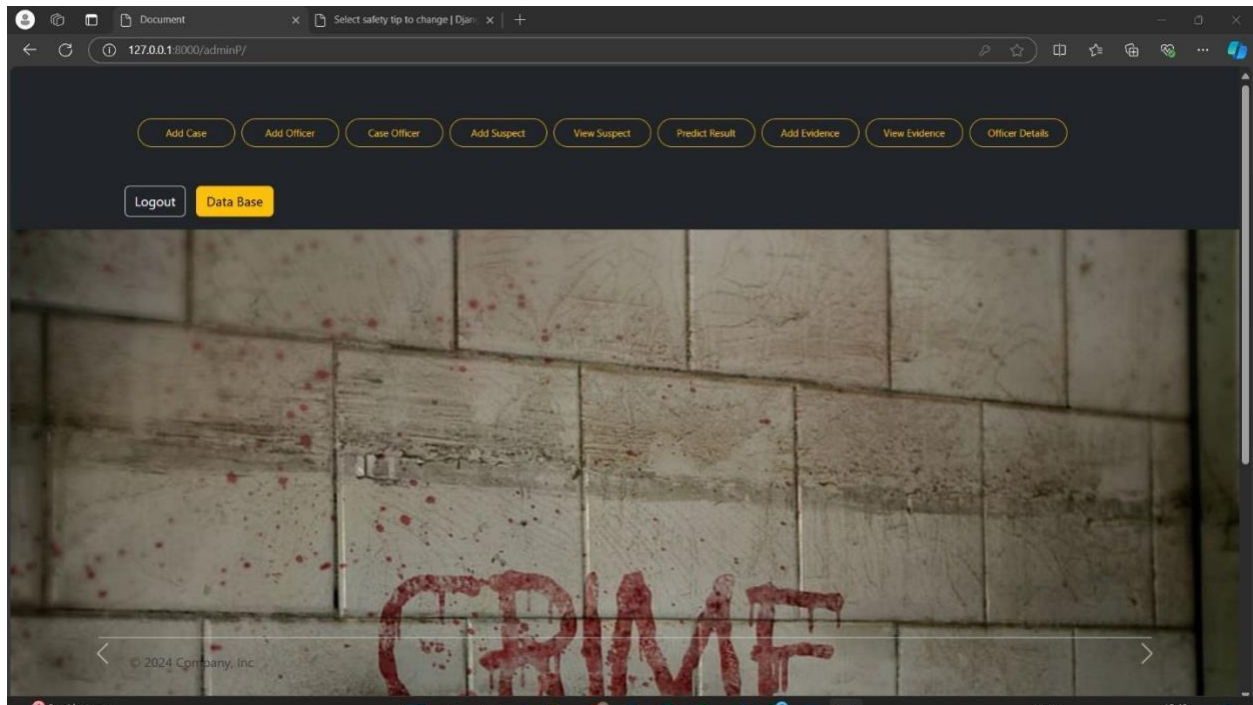 Document
Select safety tip to change | Djan
127.0.0.1:8000/adminP/
Add Case Add Officer Case Officer Add Suspect View Suspect Predict Result Add Evidence View Evidence Officer Details
Logout Data Base
CRIME
© 2024 Company, Inc